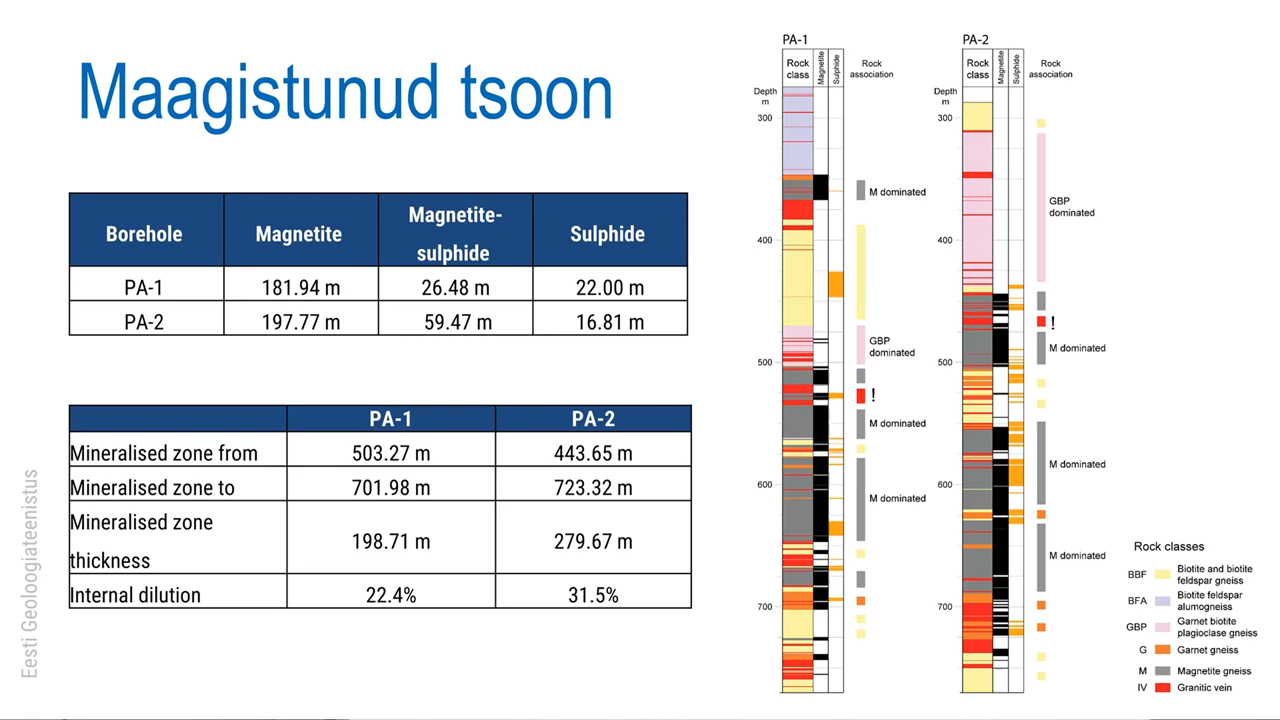 Maagistunud tsoon
Borehole Magnetite Magnetite-sulphide Sulphide
PA-1 181.94 m 26.48 m 22.00 m
PA-2 197.77 m 59.47 m 16.81 m
PA-1 PA-2
Mineralised zone from 503.27 m 443.65 m
Mineralised zone to 701.98 m 723.32 m
Mineralised zone thickness 198.71 m 279.67 m
Internal dilution 22.4% 31.5%
Eesti Geoloogiateenistus
PA-1
Rock class Magnetite Sulphide Rock association
Depth m
300
400
500
600
700
M dominated
GBP dominated
!
M dominated
M dominated
PA-2
Rock class Magnetite Sulphide Rock association
Depth m
300
400
500
600
700
GBP dominated
!
M dominated
M dominated
M dominated
Rock classes
BBF Biotite and biotite feldspar gneiss
BFA Biotite feldspar alumogneiss
GBP Garnet biotite plagioclase gneiss
G Garnet gneiss
M Magnetite gneiss
IV Granitic vein